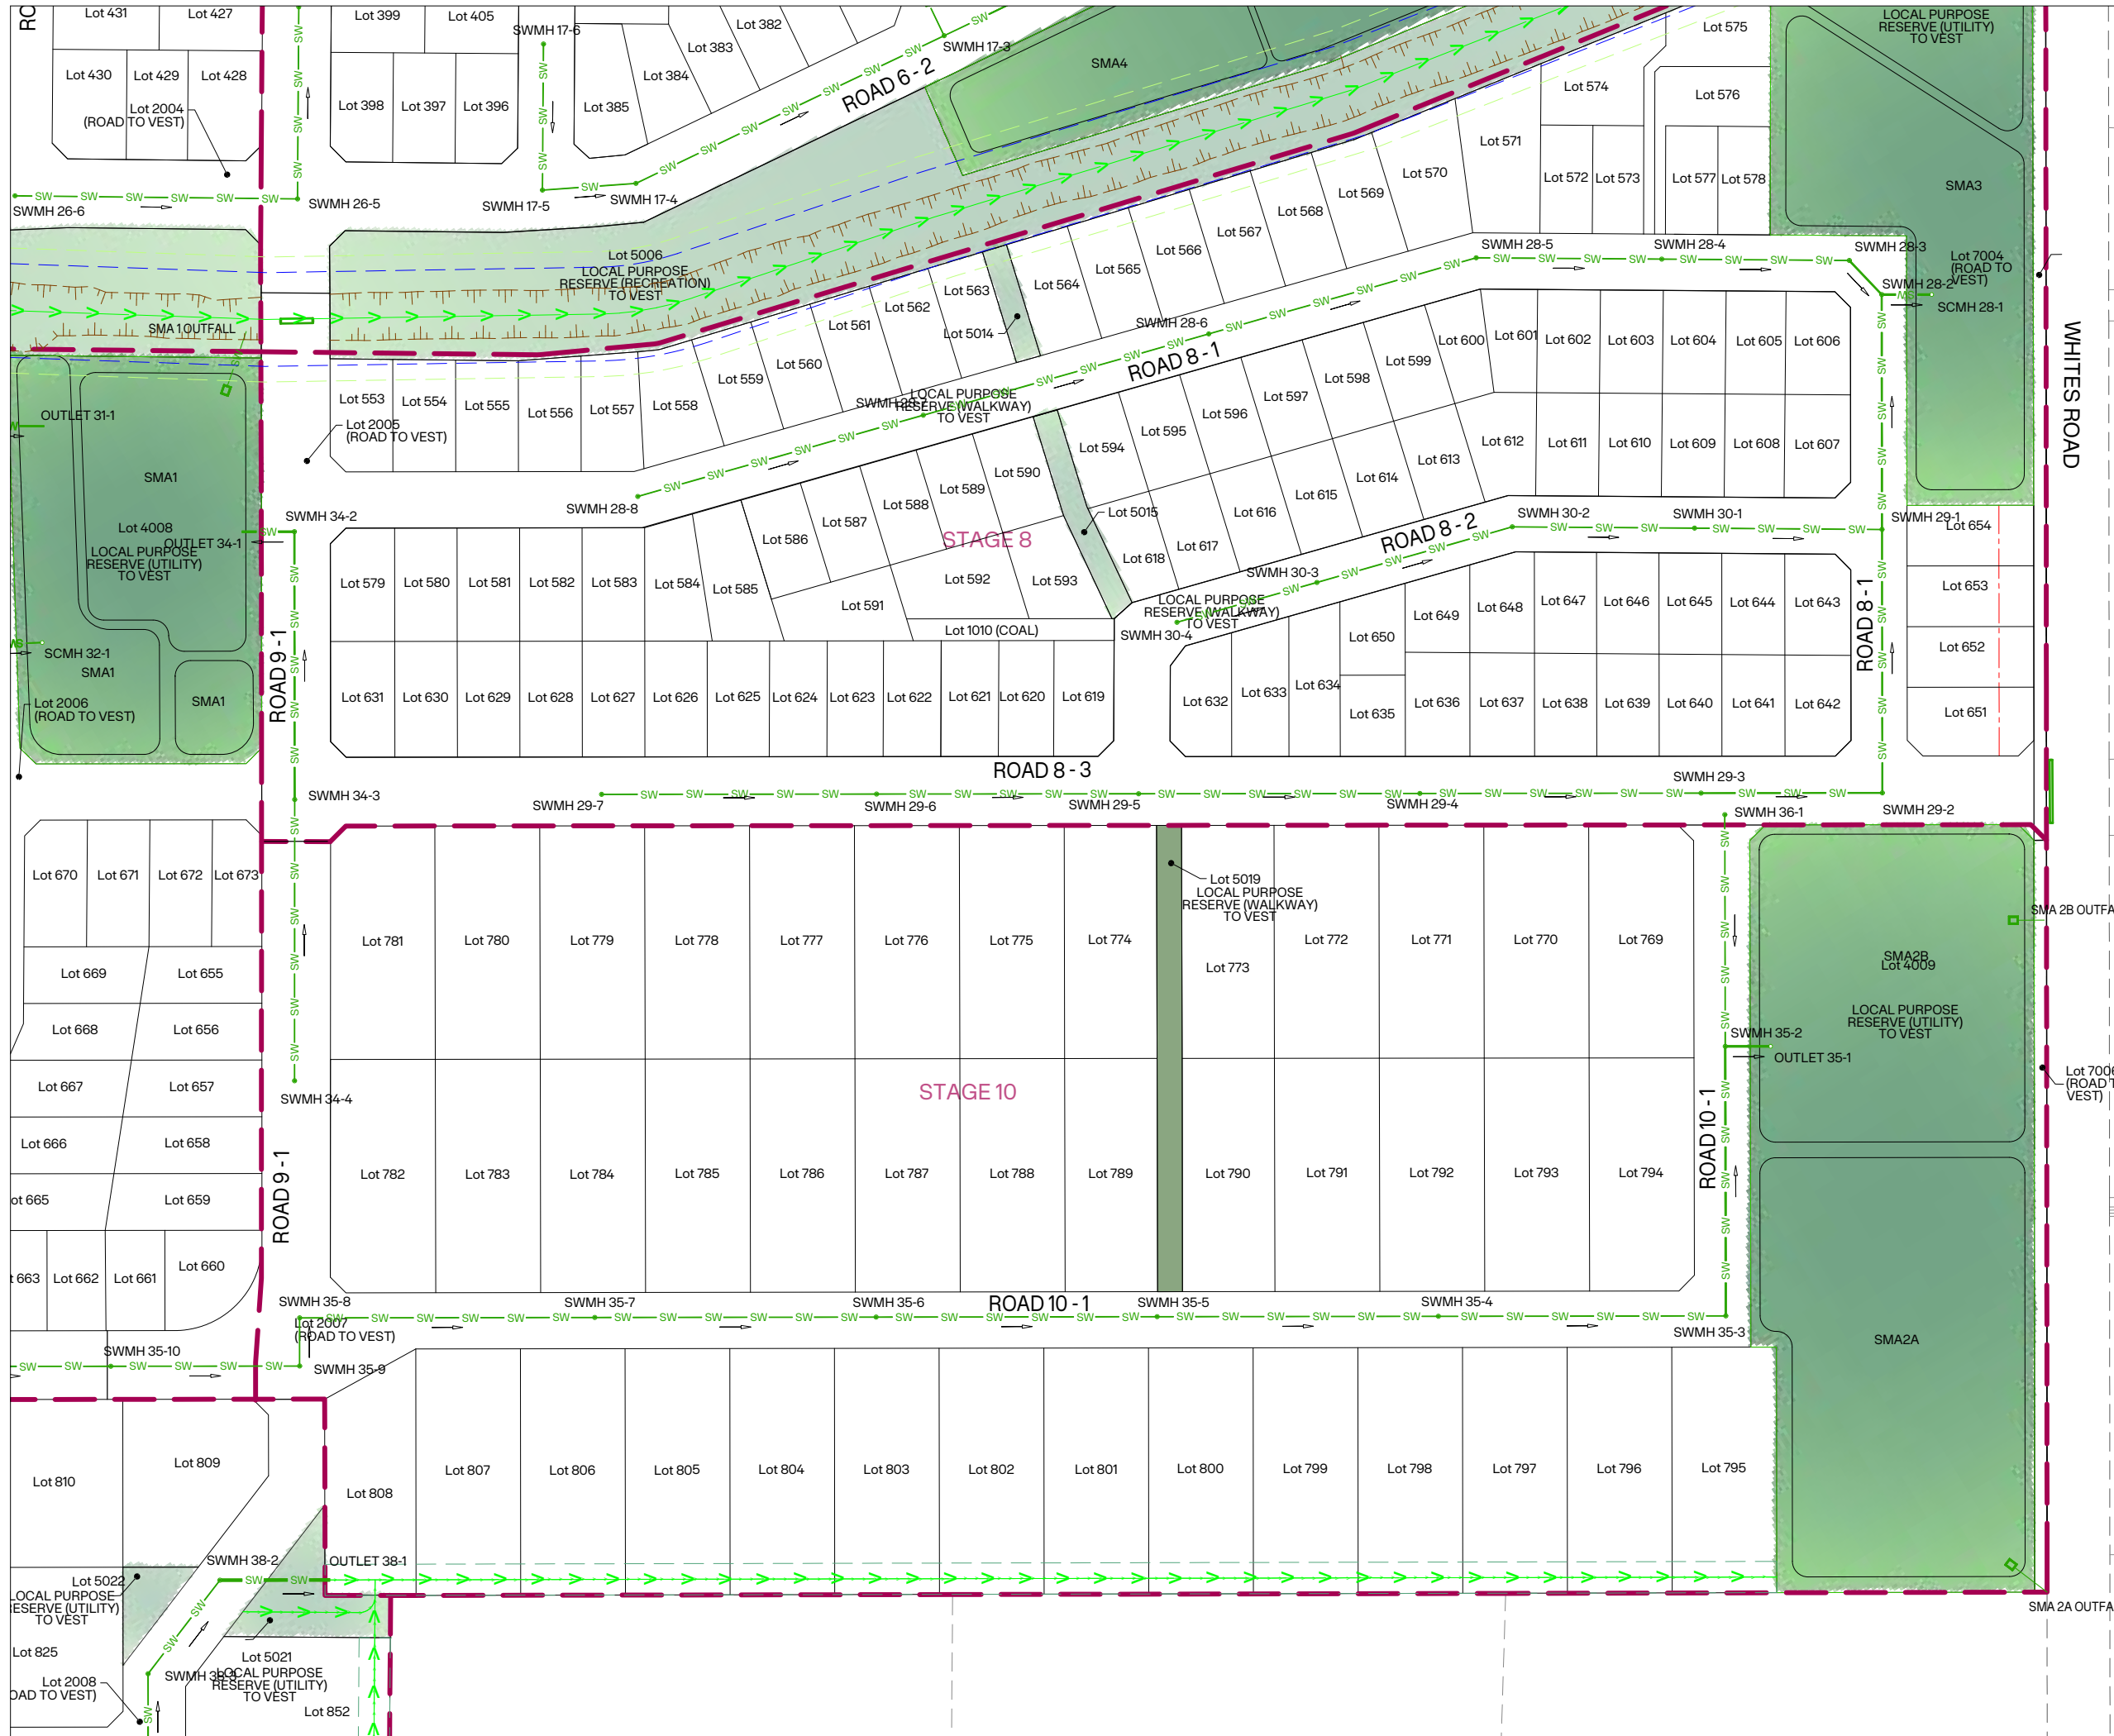 RC
Lot 431
Lot 427
Lot 399
Lot 405
SWMH 17-6
Lot 382
Lot 383
SWMH 17-3
Lot 575
LOCAL PURPOSE
RESERVE (UTILITY)
TO VEST
Lot 430
Lot 429
Lot 428
Lot 384
SMA4
ROAD 6 - 2
Lot 574
Lot 576
Lot 2004
(ROAD TO VEST)
Lot 398
Lot 397
Lot 396
Lot 385
Lot 571
Lot 572
Lot 573
Lot 577
Lot 578
SMA3
Lot 570
Lot 569
Lot 568
Lot 567
Lot 566
Lot 565
Lot 564
Lot 563
Lot 562
Lot 561
Lot 560
Lot 559
SWMH 26-6
SWMH 26-5
SWMH 17-5
SWMH 17-4
SWMH 28-5
SWMH 28-4
SWMH 28-3
Lot 5006
LOCAL PURPOSE
RESERVE (RECREATION)
TO VEST
Lot 7004
(ROAD TO
VEST)
SWMH 28-2
SCMH 28-1
SMA 1 OUTFALL
Lot 5014
SWMH 28-6
ROAD 8 - 1
WHITES ROAD
Lot 600
Lot 601
Lot 602
Lot 603
Lot 604
Lot 605
Lot 606
Lot 599
Lot 598
Lot 597
Lot 596
Lot 595
Lot 594
Lot 553
Lot 554
Lot 555
Lot 556
Lot 557
Lot 558
LOCAL PURPOSE
RESERVE (WALKWAY)
TO VEST
OUTLET 31-1
Lot 2005
(ROAD TO VEST)
Lot 612
Lot 611
Lot 610
Lot 609
Lot 608
Lot 607
Lot 613
Lot 614
Lot 615
Lot 616
Lot 617
Lot 618
SMA1
Lot 590
Lot 589
Lot 588
Lot 587
Lot 586
Lot 5015
SWMH 28-8
SWMH 34-2
SWMH 30-2
SWMH 30-1
SWMH 29-1
Lot 4008
OUTLET 34-1
LOCAL PURPOSE
RESERVE (UTILITY)
TO VEST
STAGE 8
ROAD 8 - 2
Lot 654
Lot 653
Lot 652
Lot 651
Lot 579
Lot 580
Lot 581
Lot 582
Lot 583
Lot 584
Lot 585
Lot 592
Lot 593
Lot 591
SWMH 30-3
LOCAL PURPOSE
RESERVE (WALKWAY)
TO VEST
Lot 1010 (COAL)
SWMH 30-4
Lot 650
Lot 649
Lot 648
Lot 647
Lot 646
Lot 645
Lot 644
Lot 643
ROAD 8 - 1
ROAD 9 - 1
SCMH 32-1
SMA1
SMA1
Lot 2006
(ROAD TO VEST)
Lot 631
Lot 630
Lot 629
Lot 628
Lot 627
Lot 626
Lot 625
Lot 624
Lot 623
Lot 622
Lot 621
Lot 620
Lot 619
Lot 632
Lot 633
Lot 634
Lot 635
Lot 636
Lot 637
Lot 638
Lot 639
Lot 640
Lot 641
Lot 642
ROAD 8 - 3
SWMH 34-3
SWMH 29-7
SWMH 29-6
SWMH 29-5
SWMH 29-4
SWMH 29-3
SWMH 36-1
SWMH 29-2
Lot 670
Lot 671
Lot 672
Lot 673
Lot 5019
LOCAL PURPOSE
RESERVE (WALKWAY)
TO VEST
SMA 2B OUTFA
Lot 781
Lot 780
Lot 779
Lot 778
Lot 777
Lot 776
Lot 775
Lot 774
Lot 773
Lot 772
Lot 771
Lot 770
Lot 769
SMA2B
Lot 4009
LOCAL PURPOSE
RESERVE (UTILITY)
TO VEST
Lot 669
Lot 655
Lot 668
Lot 656
Lot 667
Lot 657
Lot 666
Lot 658
ot 665
Lot 659
SWMH 34-4
STAGE 10
SWMH 35-2
OUTLET 35-1
Lot 7006
(ROAD T
VEST)
ROAD 9 - 1
ROAD 10 - 1
Lot 782
Lot 783
Lot 784
Lot 785
Lot 786
Lot 787
Lot 788
Lot 789
Lot 790
Lot 791
Lot 792
Lot 793
Lot 794
t 663
Lot 662
Lot 661
Lot 660
SWMH 35-8
SWMH 35-7
SWMH 35-6
ROAD 10 - 1
SWMH 35-5
SWMH 35-4
SWMH 35-3
Lot 2007
(ROAD TO VEST)
SWMH 35-10
SWMH 35-9
SMA2A
Lot 810
Lot 809
Lot 808
Lot 807
Lot 806
Lot 805
Lot 804
Lot 803
Lot 802
Lot 801
Lot 800
Lot 799
Lot 798
Lot 797
Lot 796
Lot 795
SWMH 38-2
OUTLET 38-1
Lot 5022
LOCAL PURPOSE
ESERVE (UTILITY)
TO VEST
SMA 2A OUTFA
Lot 825
Lot 5021
LOCAL PURPOSE
RESERVE (UTILITY)
TO VEST
SWMH 38-3
Lot 2008
OAD TO VEST)
Lot 852